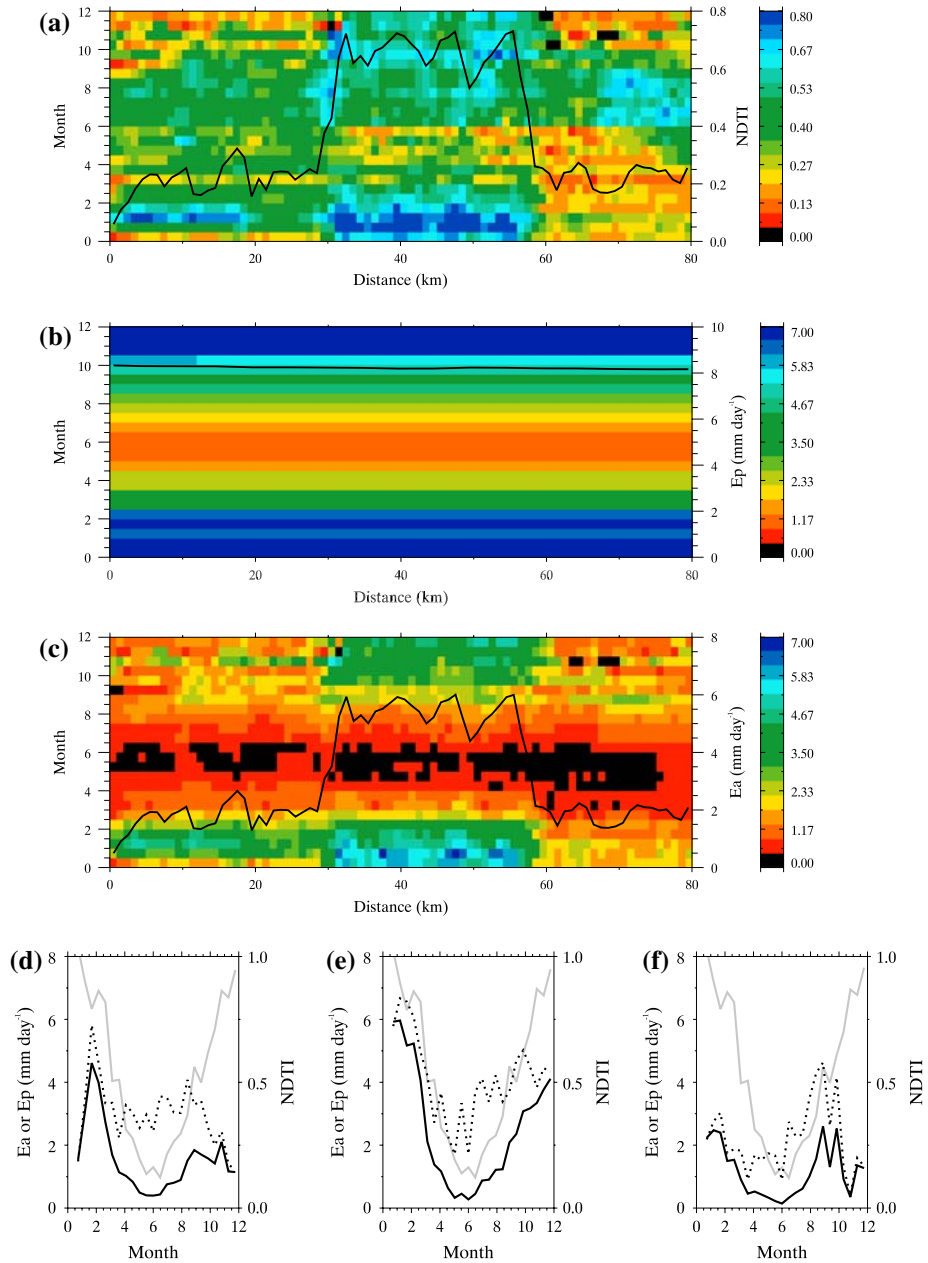 (a)
12
10
8
6
4
2
0
Month
0 20 40 60 80
Distance (km)
0.8
0.6
0.4
0.2
0.0
NDTI
0.80
0.67
0.53
0.40
0.27
0.13
0.00
(b)
12
10
8
6
4
2
0
Month
0 20 40 60 80
Distance (km)
10
8
6
4
2
0
Ep (mm day-1)
7.00
5.83
4.67
3.50
2.33
1.17
0.00
(c)
12
10
8
6
4
2
0
Month
0 20 40 60 80
Distance (km)
8
6
4
2
0
Ea (mm day-1)
7.00
5.83
4.67
3.50
2.33
1.17
0.00
(d)
8
6
4
2
0
Ea or Ep (mm day-1)
0 2 4 6 8 10 12
Month
1.0
0.5
0.0
NDTI
(e)
8
6
4
2
0
Ea or Ep (mm day-1)
0 2 4 6 8 10 12
Month
1.0
0.5
0.0
NDTI
(f)
8
6
4
2
0
Ea or Ep (mm day-1)
0 2 4 6 8 10 12
Month
1.0
0.5
0.0
NDTI